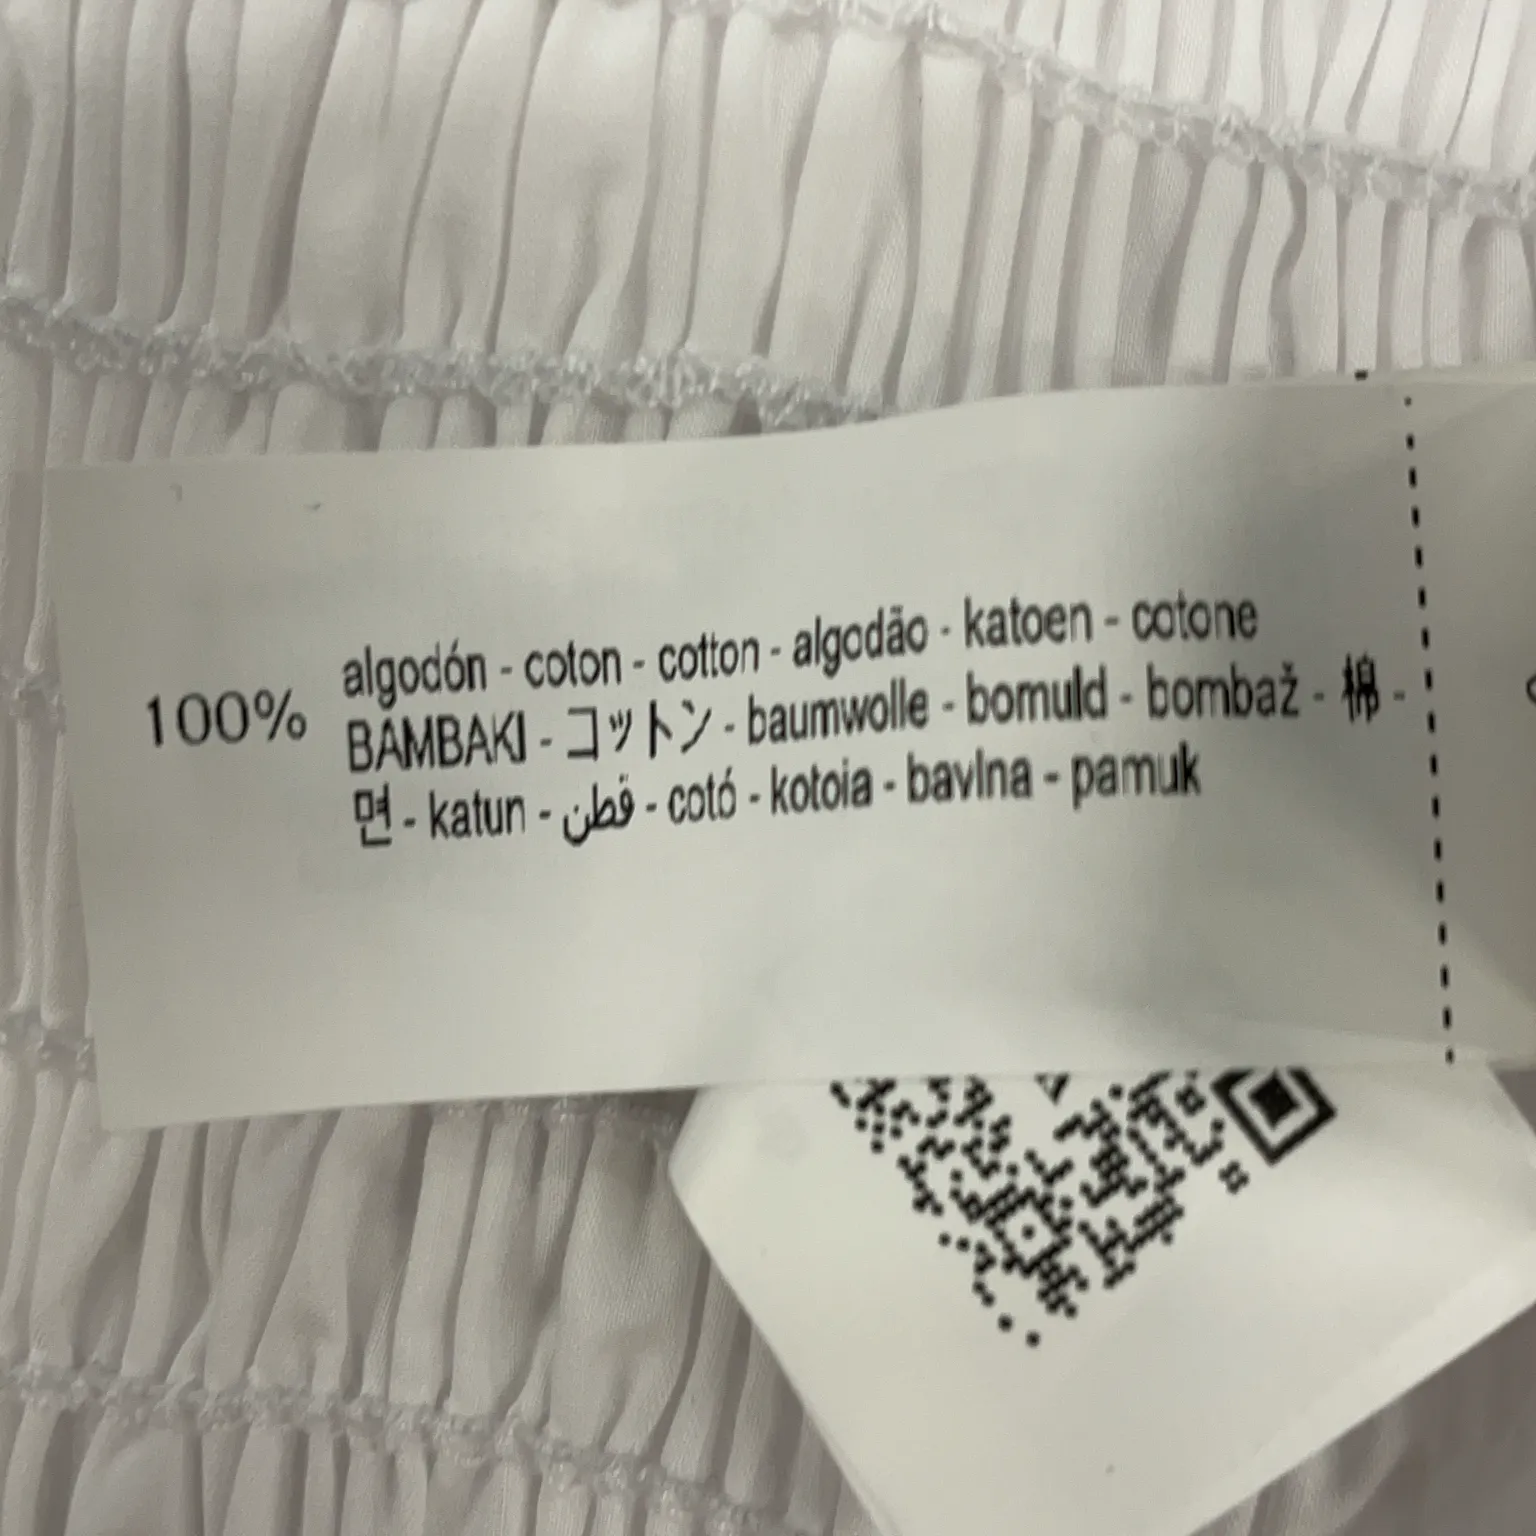 100%
algodón - coton - cotton - algodão - katoen - cotone
BAMBAKI - コットン - baumwolle - bomuld - bombaž - 棉 -
면 - katun - قطن - cotó - kotoia - bavlna - pamuk